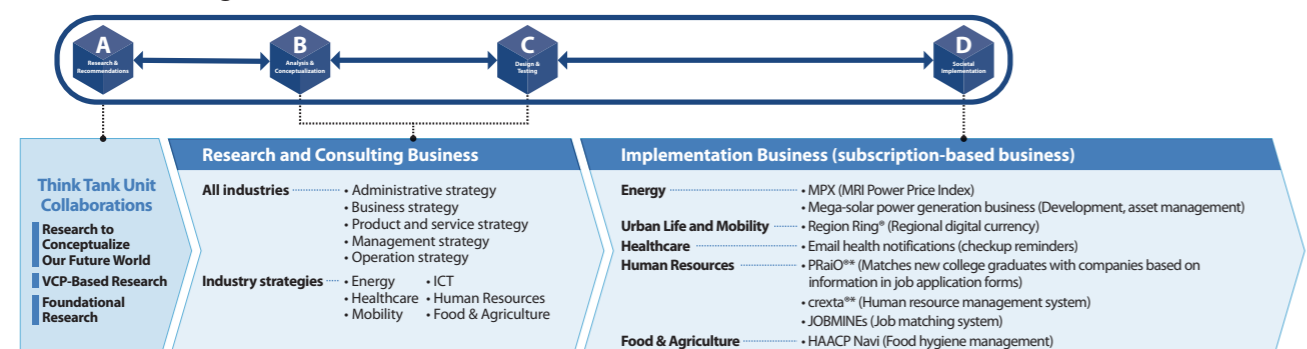 A
Research &
Recommendations
B
Analysis &
Conceptualization
C
Design &
Testing
D
Societal
Implementation
Think Tank Unit
Collaborations
Research to
Conceptualize
Our Future World
VCP-Based Research
Foundational
Research
Research and Consulting Business
All industries
• Administrative strategy
• Business strategy
• Product and service strategy
• Management strategy
• Operation strategy
Industry strategies
• Energy • ICT
• Healthcare • Human Resources
• Mobility • Food & Agriculture
Implementation Business (subscription-based business)
Energy • MPX (MRI Power Price Index)
• Mega-solar power generation business (Development, asset management)
Urban Life and Mobility • Region Ring® (Regional digital currency)
Healthcare • Email health notifications (checkup reminders)
Human Resources • PRaiO®* (Matches new college graduates with companies based on
information in job application forms)
• crexta®* (Human resource management system)
• JOBMINEs (Job matching system)
Food & Agriculture • HAACP Navi (Food hygiene management)